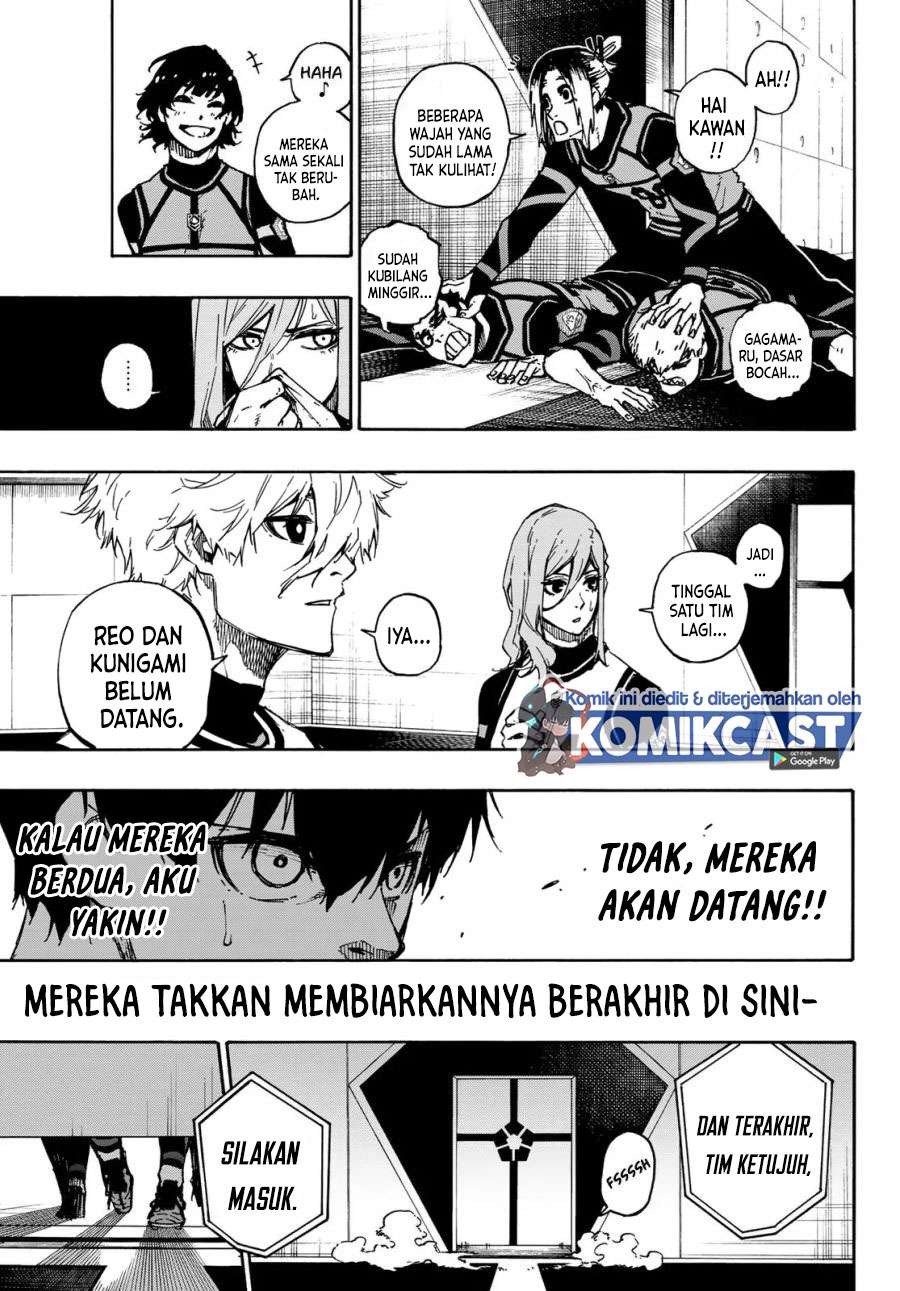 AH!!
HAI
KAWAN
!!
BEBERAPA
WAJAH YANG
SUDAH LAMA
TAK KULIHAT!
SUDAH
KUBILANG
MINGGIR...
GAGAMA-
RU, DASAR
BOCAH...
HAHA
♪
MEREKA
SAMA SEKALI
TAK BERU-
BAH.
......
JADI
...
TINGGAL
SATU TIM
LAGI...
IYA...
REO DAN
KUNIGAMI
BELUM
DATANG.
Komik ini diedit & diterjemahkan oleh
KOMIKCAST
GET IT ON
Google Play
TIDAK, MEREKA
AKAN DATANG!!
KALAU MEREKA
BERDUA, AKU
YAKIN!!
MEREKA TAKKAN MEMBIARKANNYA BERAKHIR DI SINI-
DAN TERAKHIR,
TIM KETUJUH,
FSSSSH
SILAKAN
MASUK.